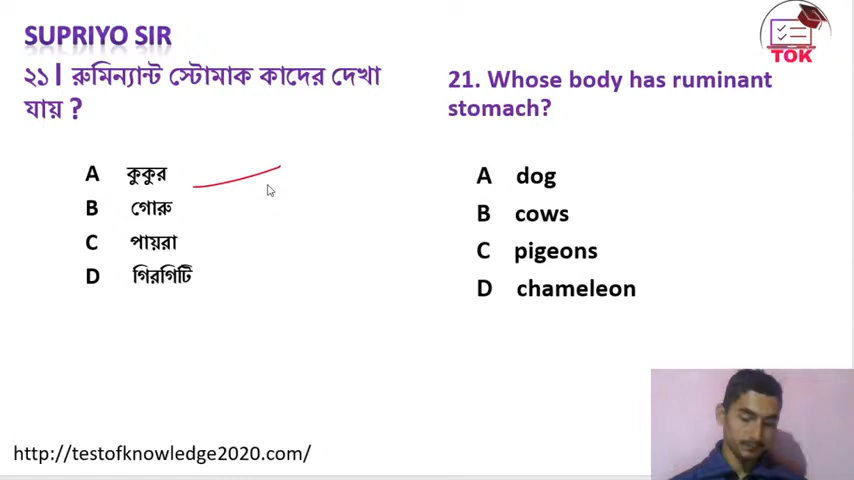 SUPRIYO SIR
২১। রুমিন্যান্ট স্টোমাক কাদের দেখা
যায় ?
A কুকুর
B গোরু
C পায়রা
D গিরগিটি
TOK
21. Whose body has ruminant
stomach?
A dog
B cows
C pigeons
D chameleon
http://testofknowledge2020.com/